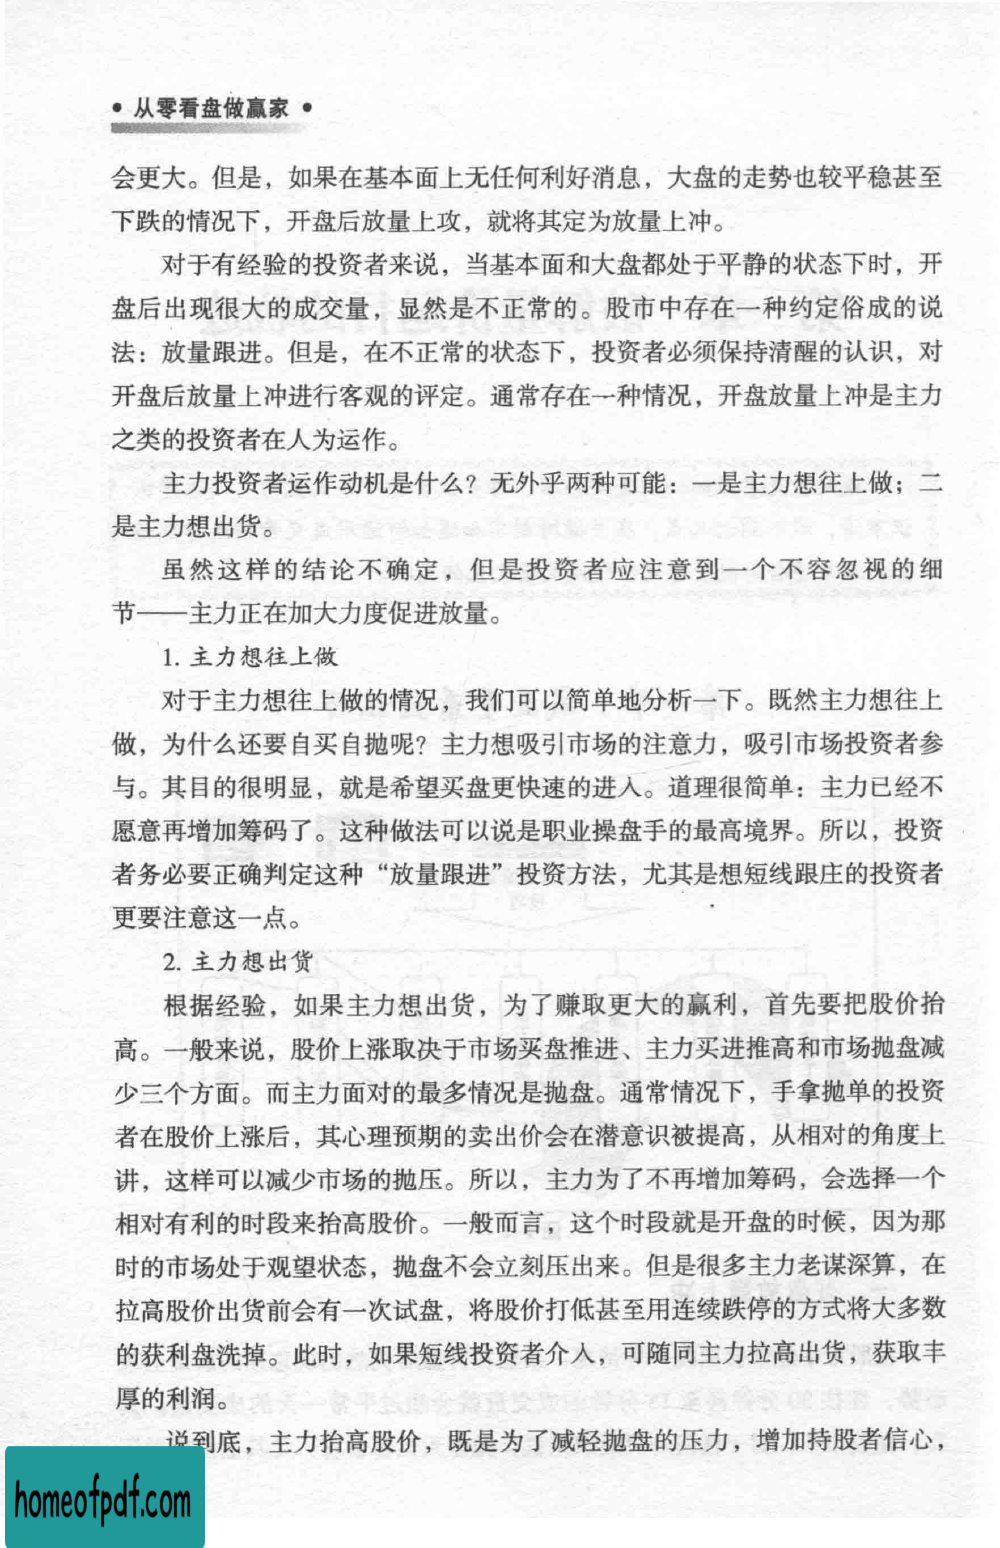 • 从零看盘做赢家 •
会更大。但是，如果在基本面上无任何利好消息，大盘的走势也较平稳甚至
下跌的情况下，开盘后放量上攻，就将其定为放量上冲。
对于有经验的投资者来说，当基本面和大盘都处于平静的状态下时，开
盘后出现很大的成交量，显然是不正常的。股市中存在一种约定俗成的说
法：放量跟进。但是，在不正常的状态下，投资者必须保持清醒的认识，对
开盘后放量上冲进行客观的评定。通常存在一种情况，开盘放量上冲是主力
之类的投资者在人为运作。
主力投资者运作动机是什么？无外乎两种可能：一是主力想往上做；二
是主力想出货。
虽然这样的结论不确定，但是投资者应注意到一个不容忽视的细
节——主力正在加大力度促进放量。
1. 主力想往上做
对于主力想往上做的情况，我们可以简单地分析一下。既然主力想往上
做，为什么还要自买自抛呢？主力想吸引市场的注意力，吸引市场投资者参
与。其目的很明显，就是希望买盘更快速的进入。道理很简单：主力已经不
愿意再增加筹码了。这种做法可以说是职业操盘手的最高境界。所以，投资
者务必要正确判定这种“放量跟进”投资方法，尤其是想短线跟庄的投资者
更要注意这一点。
2. 主力想出货
根据经验，如果主力想出货，为了赚取更大的赢利，首先要把股价抬
高。一般来说，股价上涨取决于市场买盘推进、主力买进推高和市场抛盘减
少三个方面。而主力面对的最多情况是抛盘。通常情况下，手拿抛单的投资
者在股价上涨后，其心理预期的卖出价会在潜意识被提高，从相对的角度上
讲，这样可以减少市场的抛压。所以，主力为了不再增加筹码，会选择一个
相对有利的时段来抬高股价。一般而言，这个时段就是开盘的时候，因为那
时的市场处于观望状态，抛盘不会立刻压出来。但是很多主力老谋深算，在
拉高股价出货前会有一次试盘，将股价打低甚至用连续跌停的方式将大多数
的获利盘洗掉。此时，如果短线投资者介入，可随同主力拉高出货，获取丰
厚的利润。
说到底，主力抬高股价，既是为了减轻抛盘的压力，增加持股者信心，
homeofpdf.com